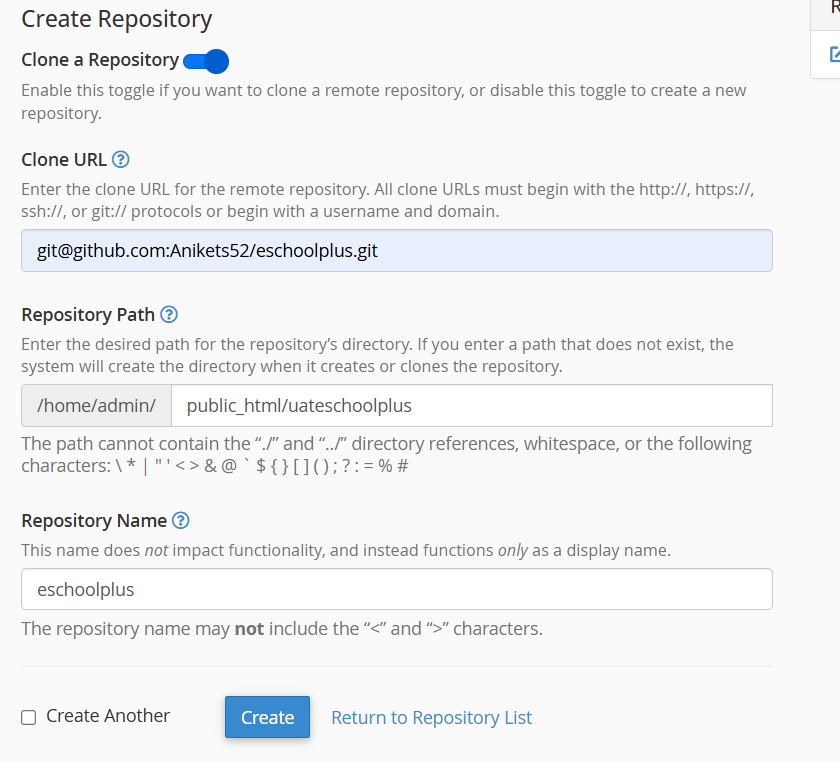 Create Repository
Clone a Repository
Enable this toggle if you want to clone a remote repository, or disable this toggle to create a new
repository.
Clone URL ?
Enter the clone URL for the remote repository. All clone URLs must begin with the http://, https://,
ssh://, or git:// protocols or begin with a username and domain.
git@github.com:Anikets52/eschoolplus.git
Repository Path ?
Enter the desired path for the repository’s directory. If you enter a path that does not exist, the
system will create the directory when it creates or clones the repository.
/home/admin/ public_html/uateschoolplus
The path cannot contain the “./” and “../” directory references, whitespace, or the following
characters: \ * | " ' < > & @ ` $ { } [ ] ( ) ; ? : = % #
Repository Name ?
This name does not impact functionality, and instead functions only as a display name.
eschoolplus
The repository name may not include the “<” and “>” characters.
Create Another Create Return to Repository List